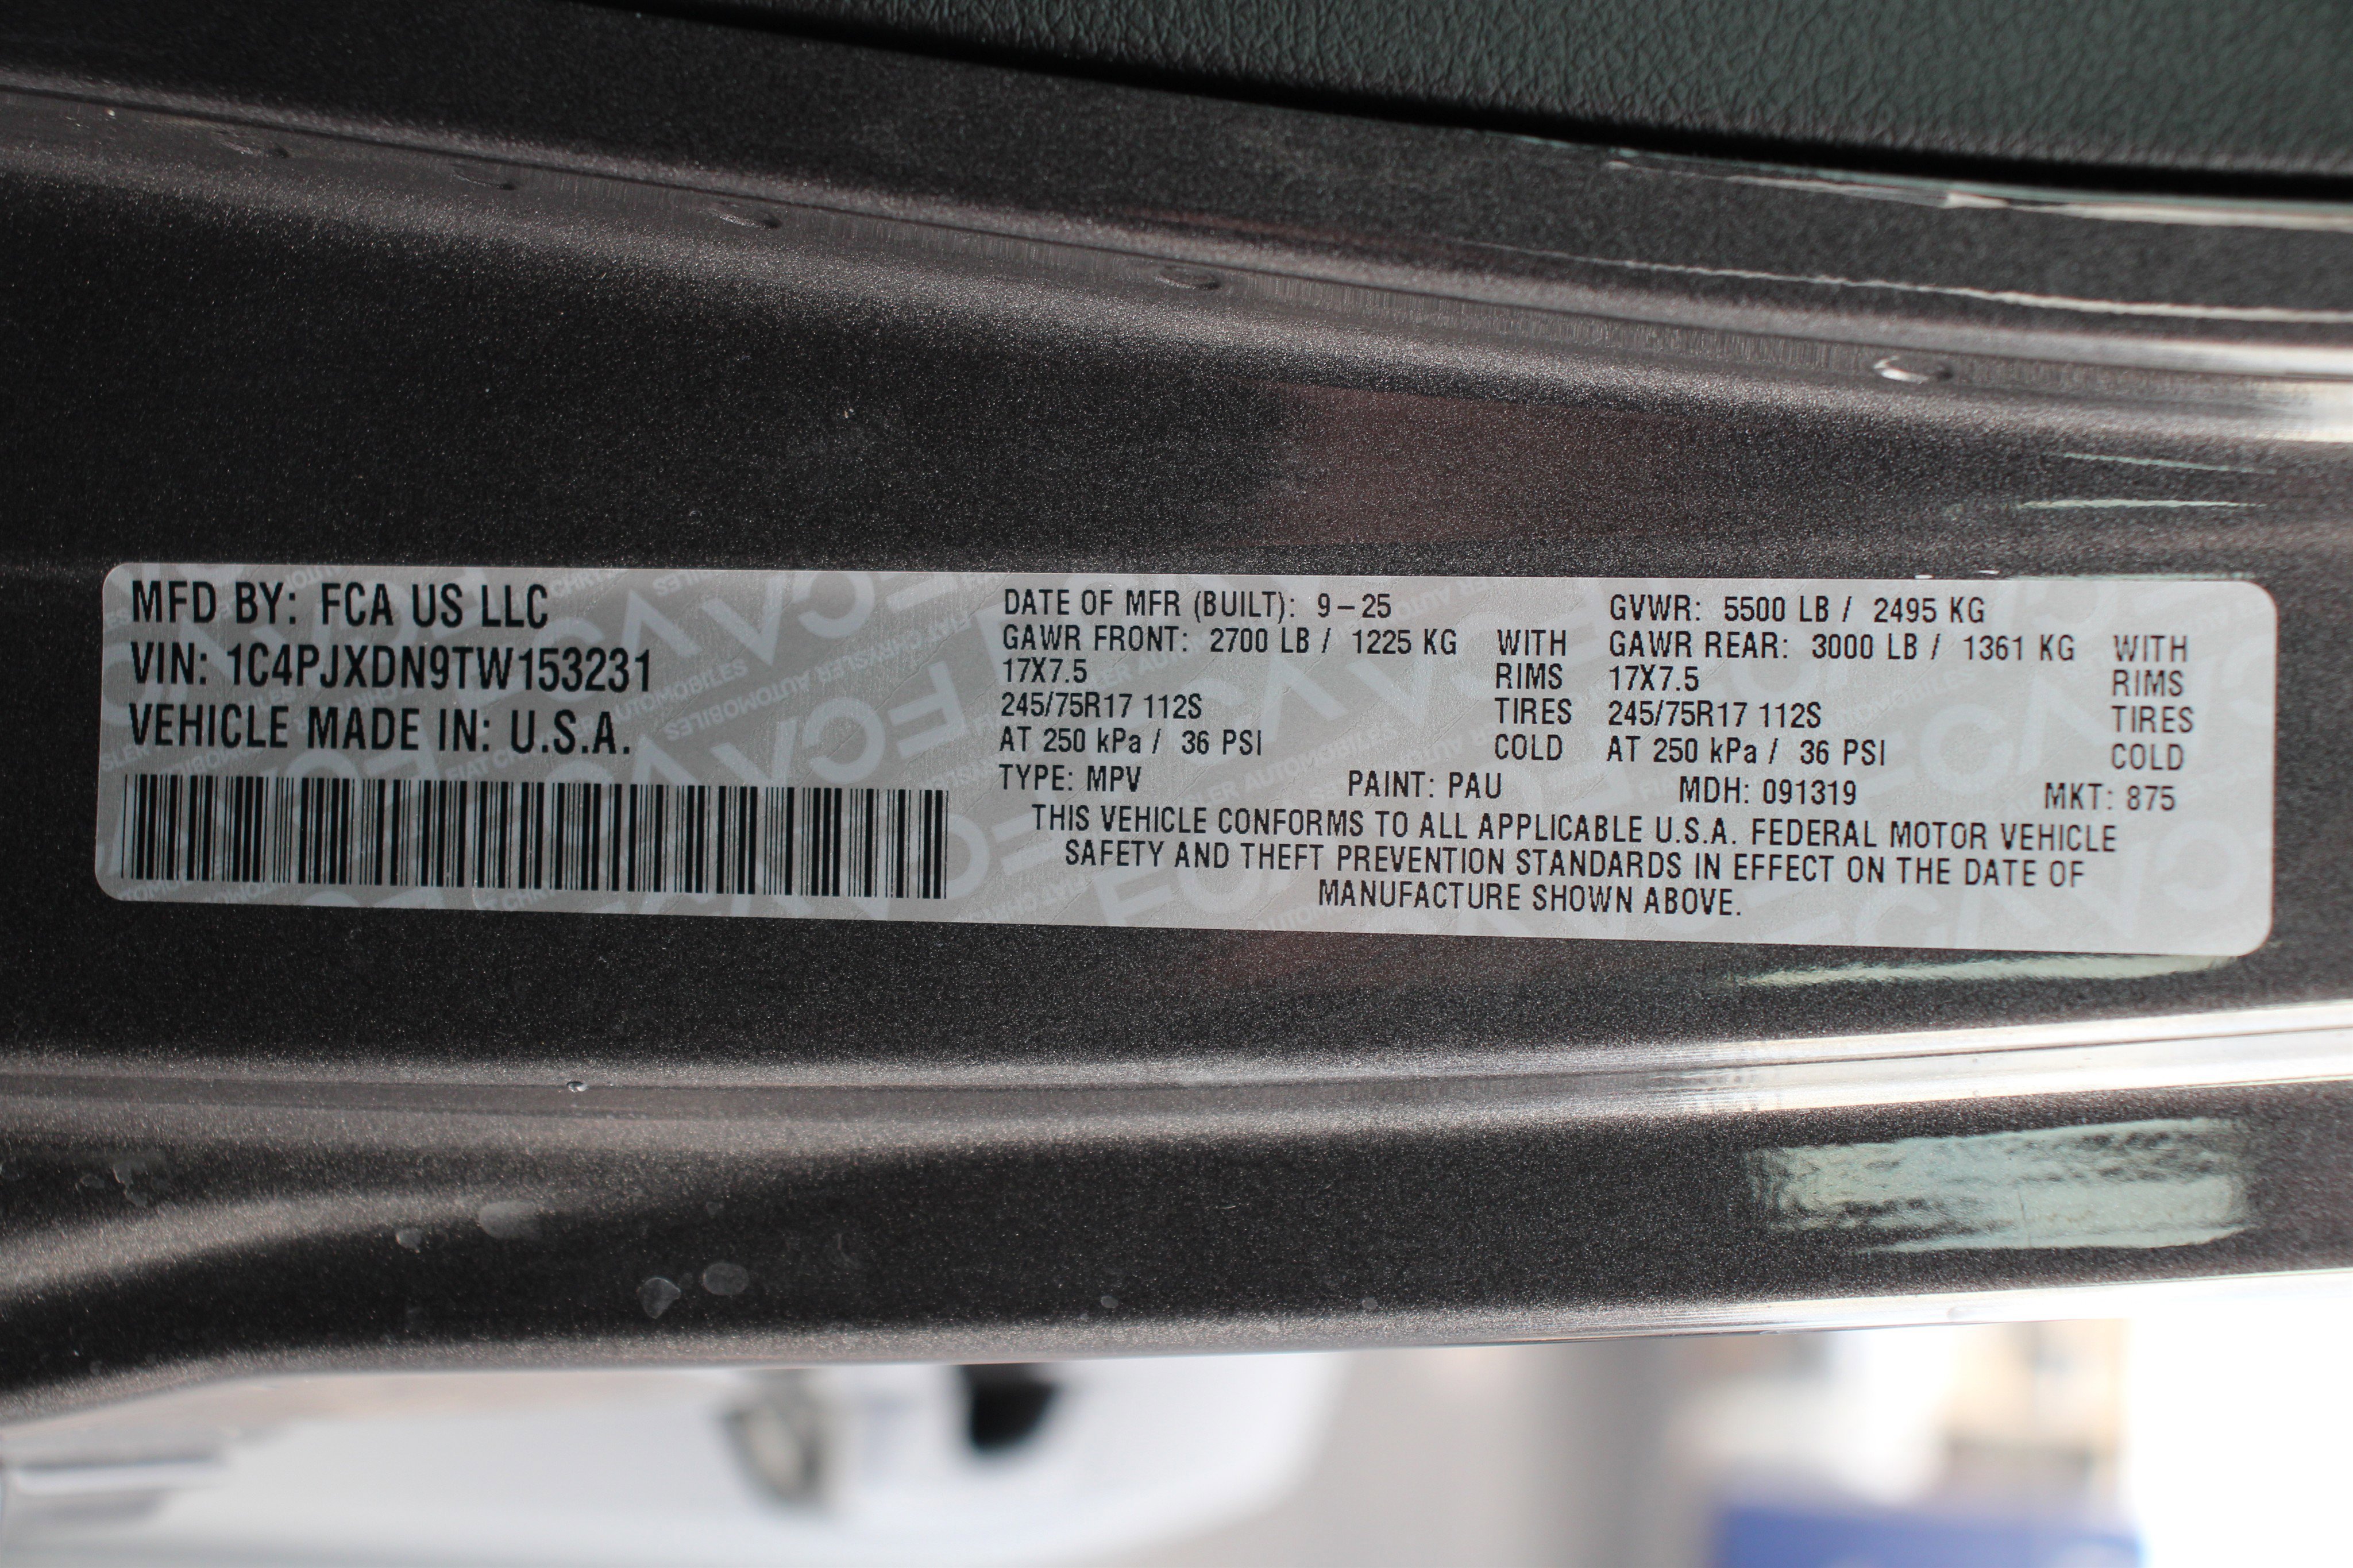 MFD BY: FCA US LLC
VIN: 1C4PJXDN9TW153231
VEHICLE MADE IN: U.S.A.
DATE OF MFR (BUILT): 9-25 GVWR: 5500 LB / 2495 KG
GAWR FRONT: 2700 LB / 1225 KG WITH GAWR REAR: 3000 LB / 1361 KG WITH
17X7.5 RIMS 17X7.5 RIMS
245/75R17 112S TIRES 245/75R17 112S TIRES
AT 250 kPa / 36 PSI COLD AT 250 kPa / 36 PSI COLD
TYPE: MPV PAINT: PAU MDH: 091319 MKT: 875
THIS VEHICLE CONFORMS TO ALL APPLICABLE U.S.A. FEDERAL MOTOR VEHICLE
SAFETY AND THEFT PREVENTION STANDARDS IN EFFECT ON THE DATE OF
MANUFACTURE SHOWN ABOVE.